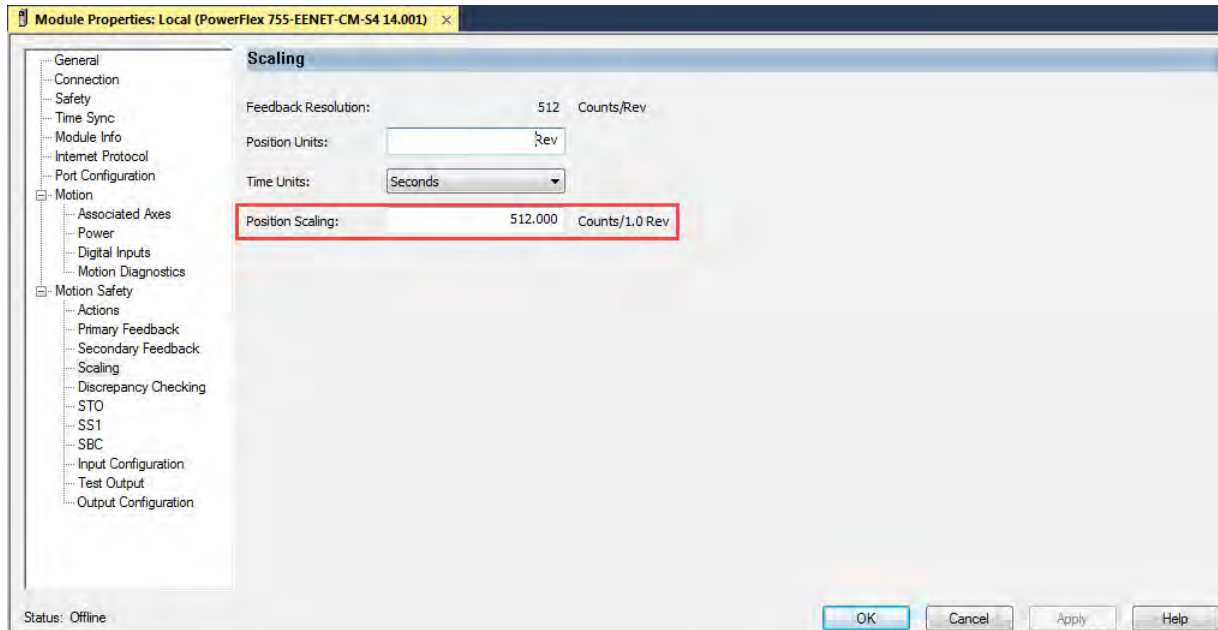 Module Properties: Local (PowerFlex 755-EENET-CM-S4 14.001) ×
General
Connection
Safety
Time Sync
Module Info
Internet Protocol
Port Configuration
Motion
Associated Axes
Power
Digital Inputs
Motion Diagnostics
Motion Safety
Actions
Primary Feedback
Secondary Feedback
Scaling
Discrepancy Checking
STO
SS1
SBC
Input Configuration
Test Output
Output Configuration
Scaling
Feedback Resolution: 512 Counts/Rev
Position Units: Rev
Time Units: Seconds
Position Scaling: 512.000 Counts/1.0 Rev
Status: Offline
OK Cancel Apply Help